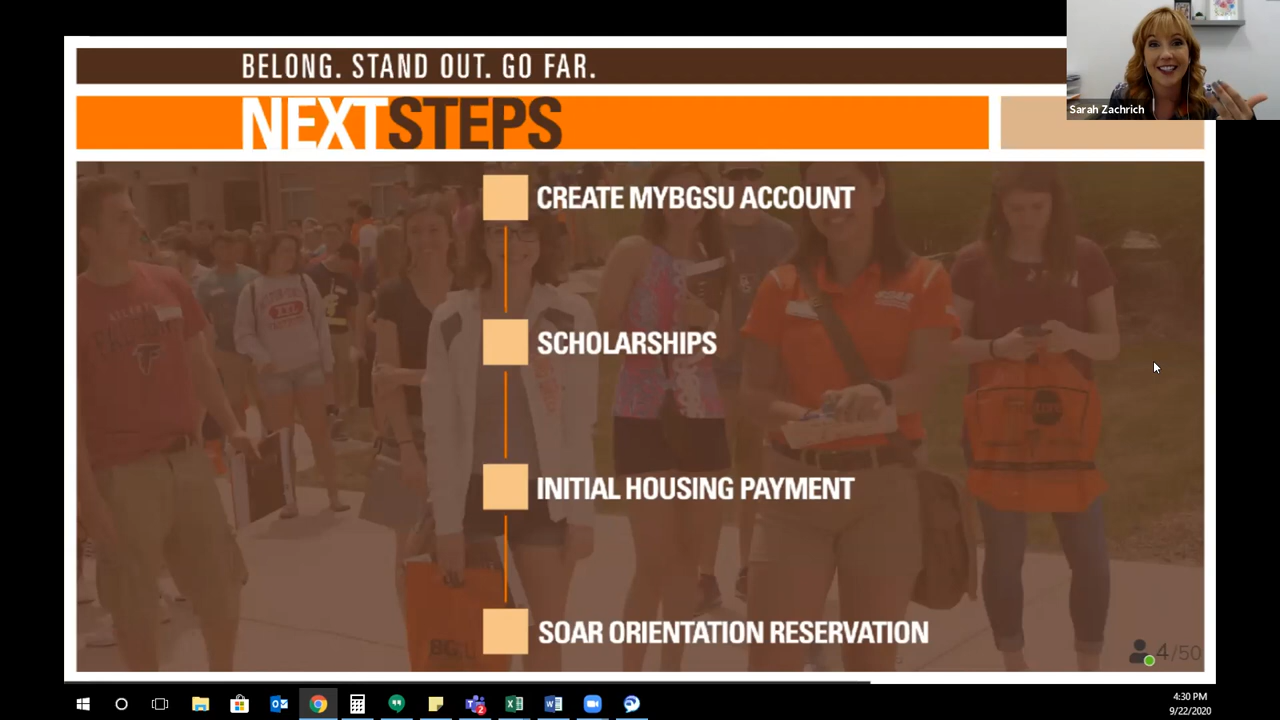 BELONG. STAND OUT. GO FAR.
Sarah Zachrich
NEXTSTEPS
CREATE MYBGSU ACCOUNT
SCHOLARSHIPS
INITIAL HOUSING PAYMENT
SOAR ORIENTATION RESERVATION
4/50
4:30 PM
9/22/2020